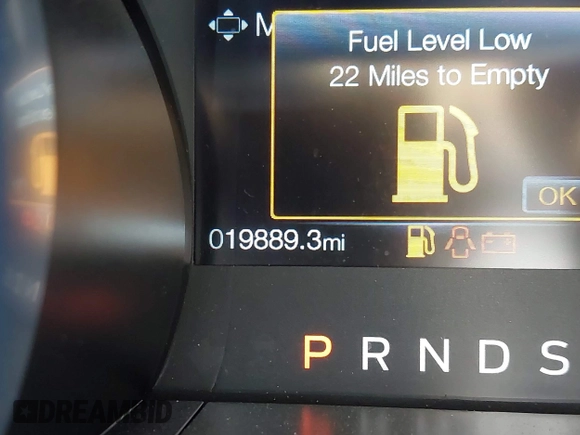 M
Fuel Level Low
22 Miles to Empty
OK
019889.3mi
P R N D S
DREAMBID